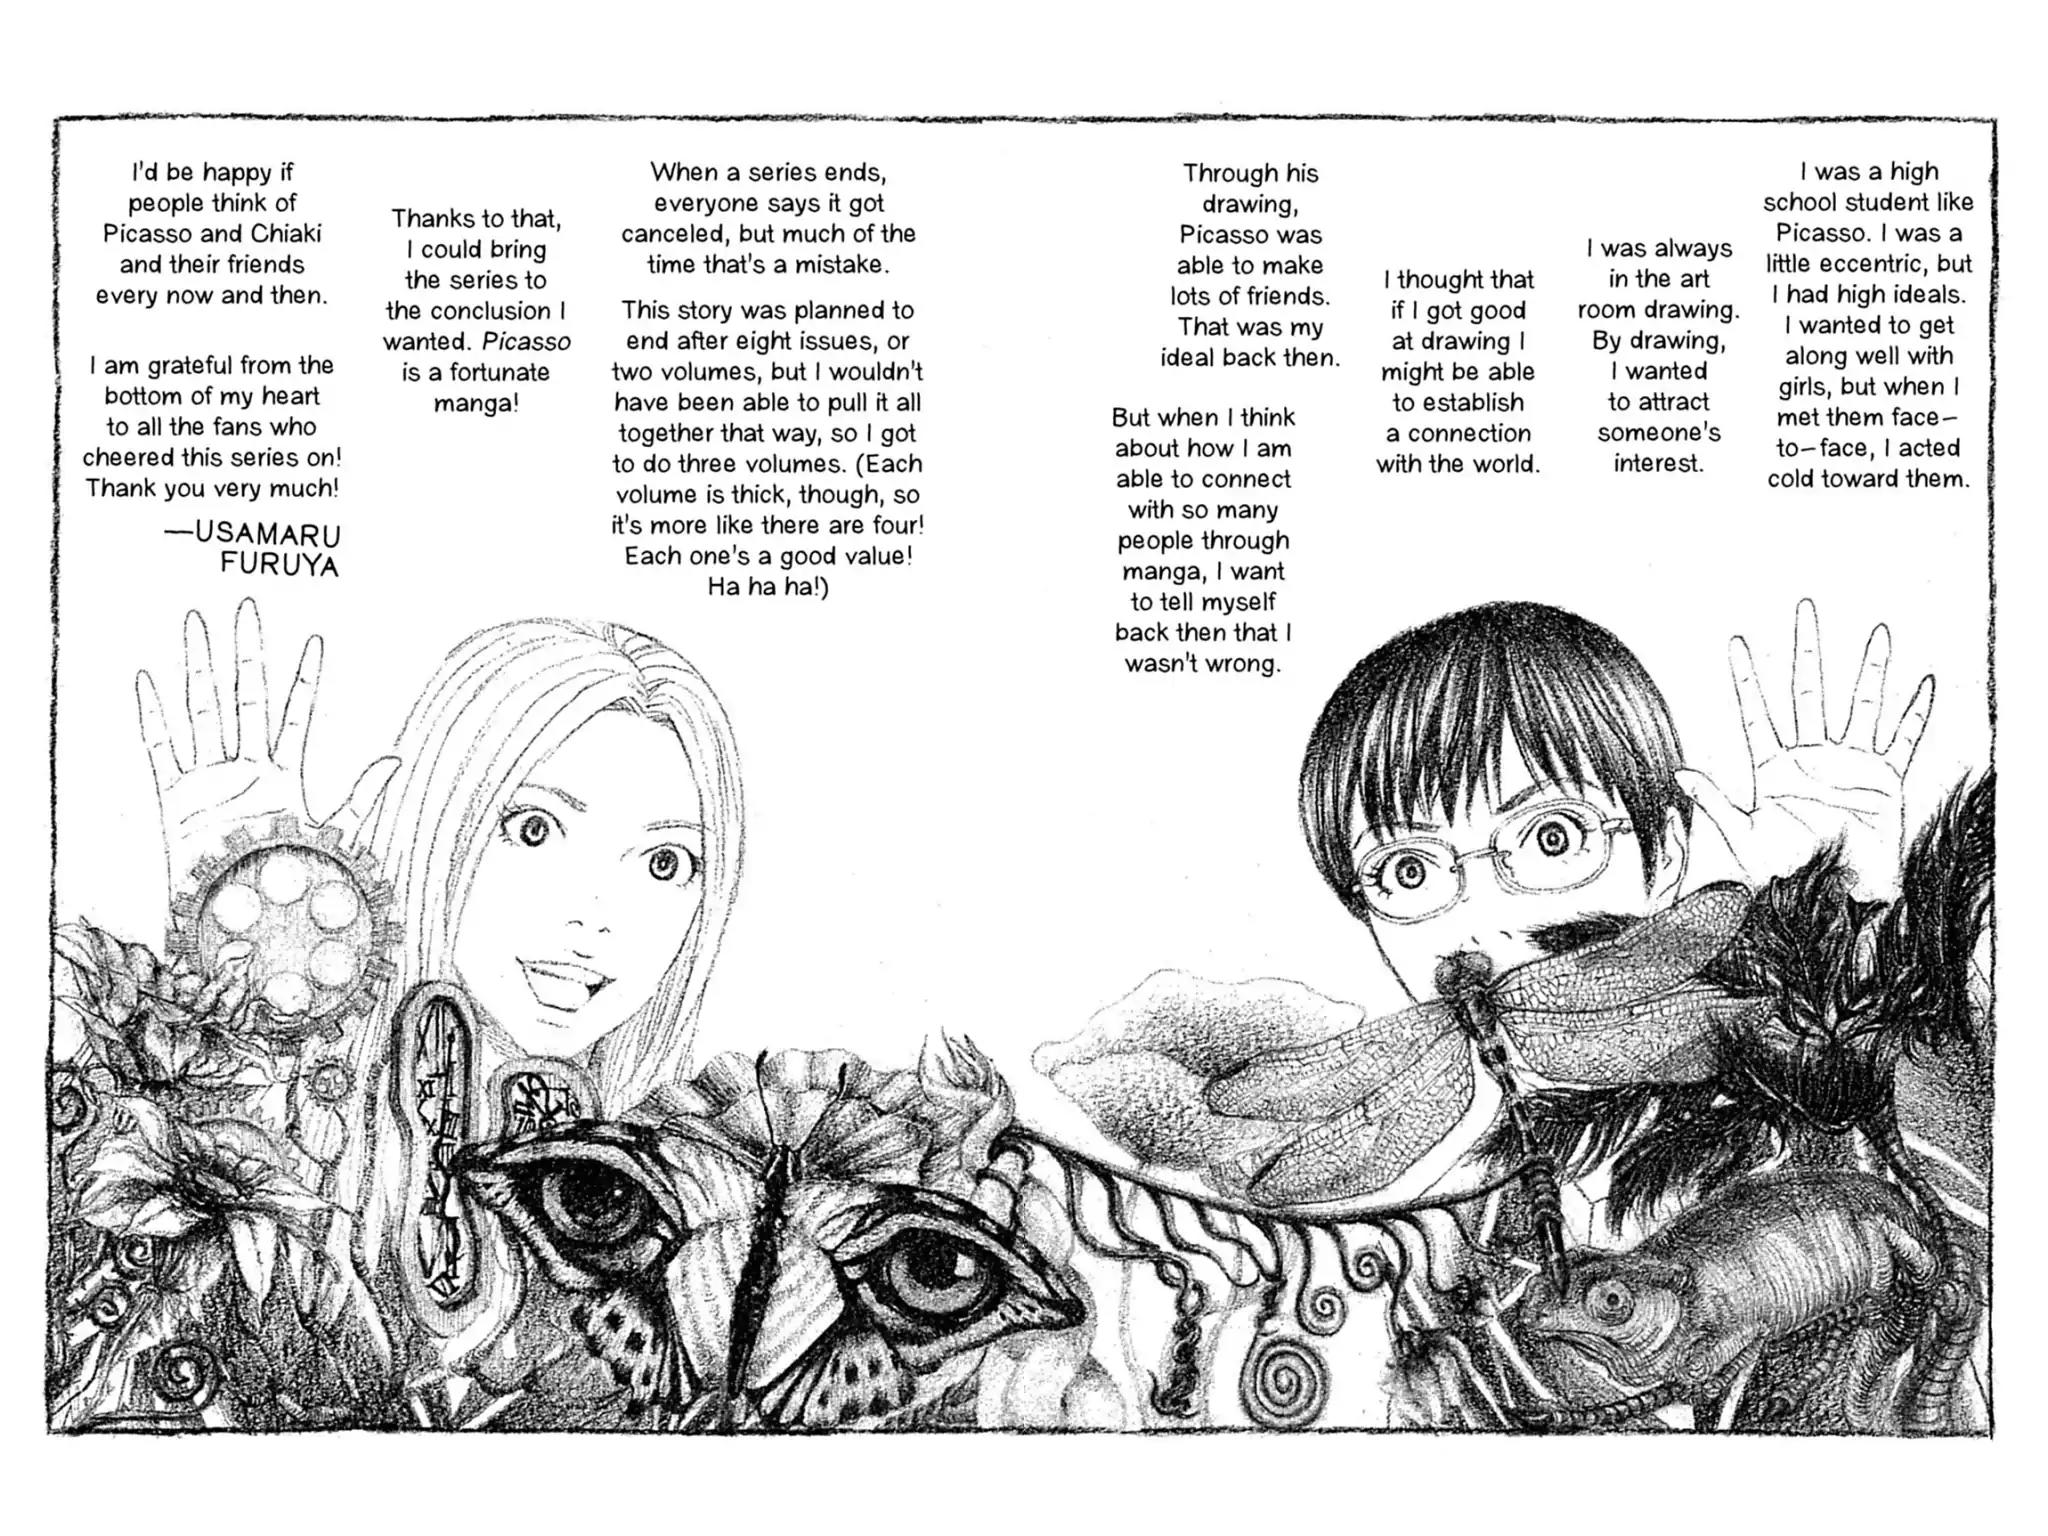 I was a high
school student like
Picasso. I was a
little eccentric, but
I had high ideals.
I wanted to get
along well with
girls, but when I
met them face-
to-face, I acted
cold toward them.
I was always
in the art
room drawing.
By drawing,
I wanted
to attract
someone's
interest.
I thought that
if I got good
at drawing I
might be able
to establish
a connection
with the world.
Through his
drawing,
Picasso was
able to make
lots of friends.
That was my
ideal back then.
But when I think
about how I am
able to connect
with so many
people through
manga, I want
to tell myself
back then that I
wasn't wrong.
When a series ends,
everyone says it got
canceled, but much of the
time that's a mistake.
This story was planned to
end after eight issues, or
two volumes, but I wouldn't
have been able to pull it all
together that way, so I got
to do three volumes. (Each
volume is thick, though, so
it's more like there are four!
Each one's a good value!
Ha ha ha!)
Thanks to that,
I could bring
the series to
the conclusion I
wanted. Picasso
is a fortunate
manga!
I'd be happy if
people think of
Picasso and Chiaki
and their friends
every now and then.
I am grateful from the
bottom of my heart
to all the fans who
cheered this series on!
Thank you very much!
—USAMARU
FURUYA